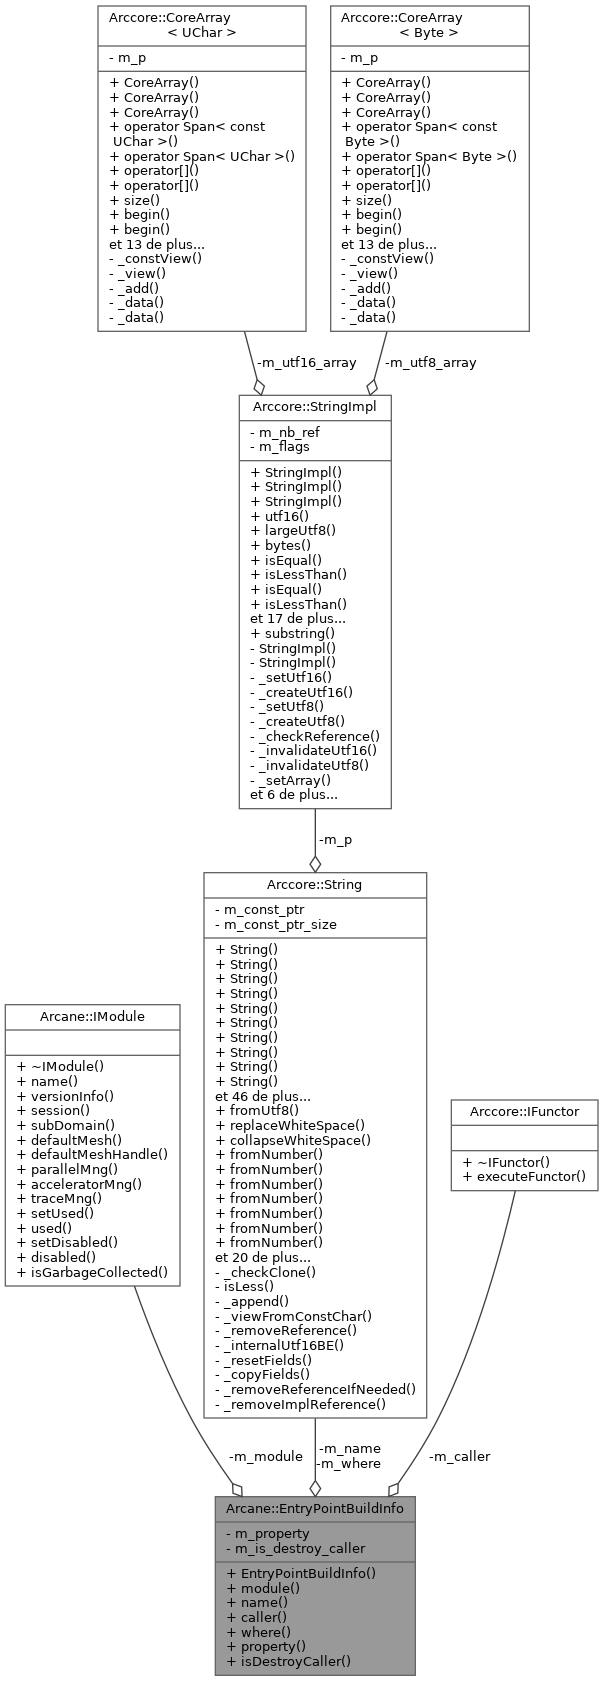 Arccore::CoreArray
< UChar >
- m_p
+ CoreArray()
+ CoreArray()
+ CoreArray()
+ operator Span< const
UChar >()
+ operator Span< UChar >()
+ operator[]()
+ operator[]()
+ size()
+ begin()
+ begin()
et 13 de plus...
- _constView()
- _view()
- _add()
- _data()
- _data()
Arccore::CoreArray
< Byte >
- m_p
+ CoreArray()
+ CoreArray()
+ CoreArray()
+ operator Span< const
Byte >()
+ operator Span< Byte >()
+ operator[]()
+ operator[]()
+ size()
+ begin()
+ begin()
et 13 de plus...
- _constView()
- _view()
- _add()
- _data()
- _data()
-m_utf16_array
-m_utf8_array
Arccore::StringImpl
- m_nb_ref
- m_flags
+ StringImpl()
+ StringImpl()
+ StringImpl()
+ utf16()
+ largeUtf8()
+ bytes()
+ isEqual()
+ isLessThan()
+ isEqual()
+ isLessThan()
et 17 de plus...
+ substring()
- StringImpl()
- StringImpl()
- _setUtf16()
- _createUtf16()
- _setUtf8()
- _createUtf8()
- _checkReference()
- _invalidateUtf16()
- _invalidateUtf8()
- _setArray()
et 6 de plus...
-m_p
Arccore::String
- m_const_ptr
- m_const_ptr_size
+ String()
+ String()
+ String()
+ String()
+ String()
+ String()
+ String()
+ String()
+ String()
+ String()
et 46 de plus...
+ fromUtf8()
+ replaceWhiteSpace()
+ collapseWhiteSpace()
+ fromNumber()
+ fromNumber()
+ fromNumber()
+ fromNumber()
+ fromNumber()
+ fromNumber()
+ fromNumber()
et 20 de plus...
- _checkClone()
- isLess()
- _append()
- _viewFromConstChar()
- _removeReference()
- _internalUtf16BE()
- _resetFields()
- _copyFields()
- _removeReferenceIfNeeded()
- _removeImplReference()
Arcane::IModule
+ ~IModule()
+ name()
+ versionInfo()
+ session()
+ subDomain()
+ defaultMesh()
+ defaultMeshHandle()
+ parallelMng()
+ acceleratorMng()
+ traceMng()
+ setUsed()
+ used()
+ setDisabled()
+ disabled()
+ isGarbageCollected()
Arccore::IFunctor
+ ~IFunctor()
+ executeFunctor()
-m_module
-m_name
-m_where
-m_caller
Arcane::EntryPointBuildInfo
- m_property
- m_is_destroy_caller
+ EntryPointBuildInfo()
+ module()
+ name()
+ caller()
+ where()
+ property()
+ isDestroyCaller()